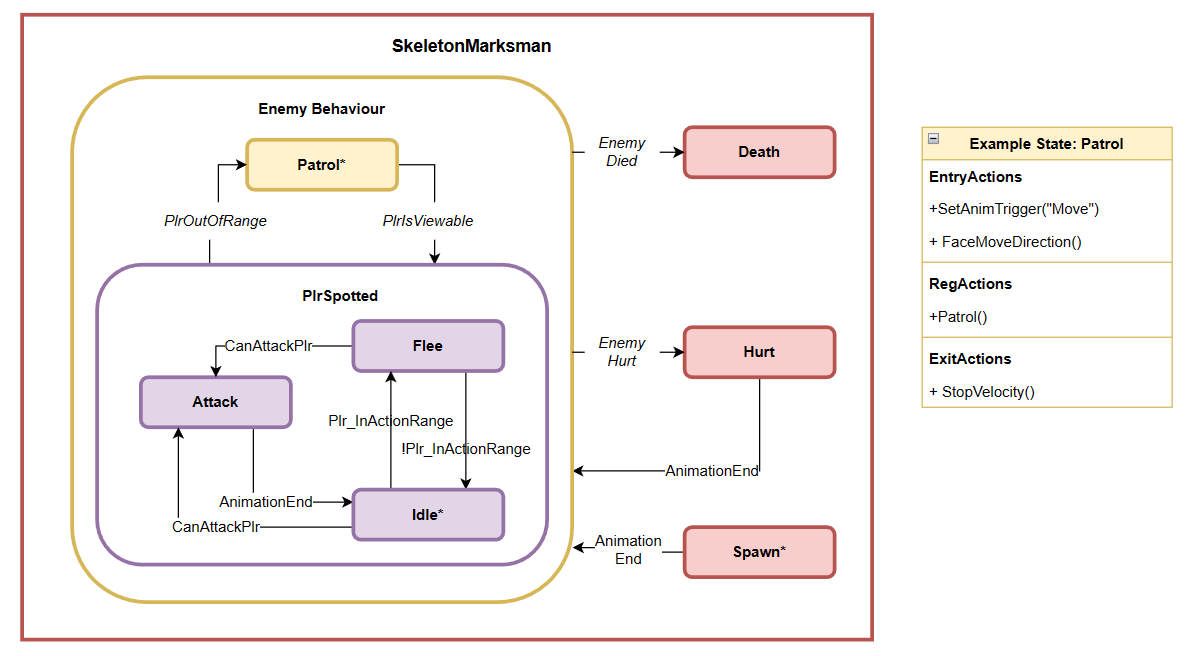 SkeletonMarksman
Enemy Behaviour
Patrol*
PlrOutOfRange
PlrIsViewable
PlrSpotted
CanAttackPlr
Flee
Attack
Plr_InActionRange
!Plr_InActionRange
AnimationEnd
CanAttackPlr
Idle*
Enemy
Died
Death
Enemy
Hurt
Hurt
AnimationEnd
Animation
End
Spawn*
Example State: Patrol
EntryActions
+SetAnimTrigger("Move")
+ FaceMoveDirection()
RegActions
+Patrol()
ExitActions
+ StopVelocity()